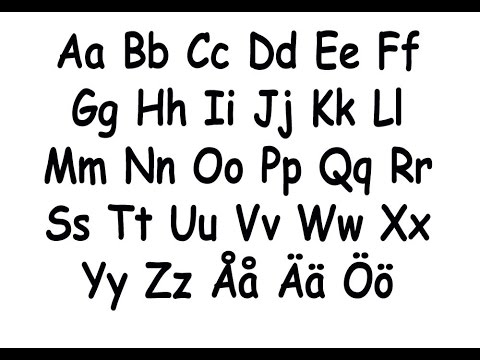 Aa Bb Cc Dd Ee Ff
Gg Hh Ii Jj Kk Ll
Mm Nn Oo Pp Qq Rr
Ss Tt Uu Vv Ww Xx
Yy Zz Åå Ää Öö